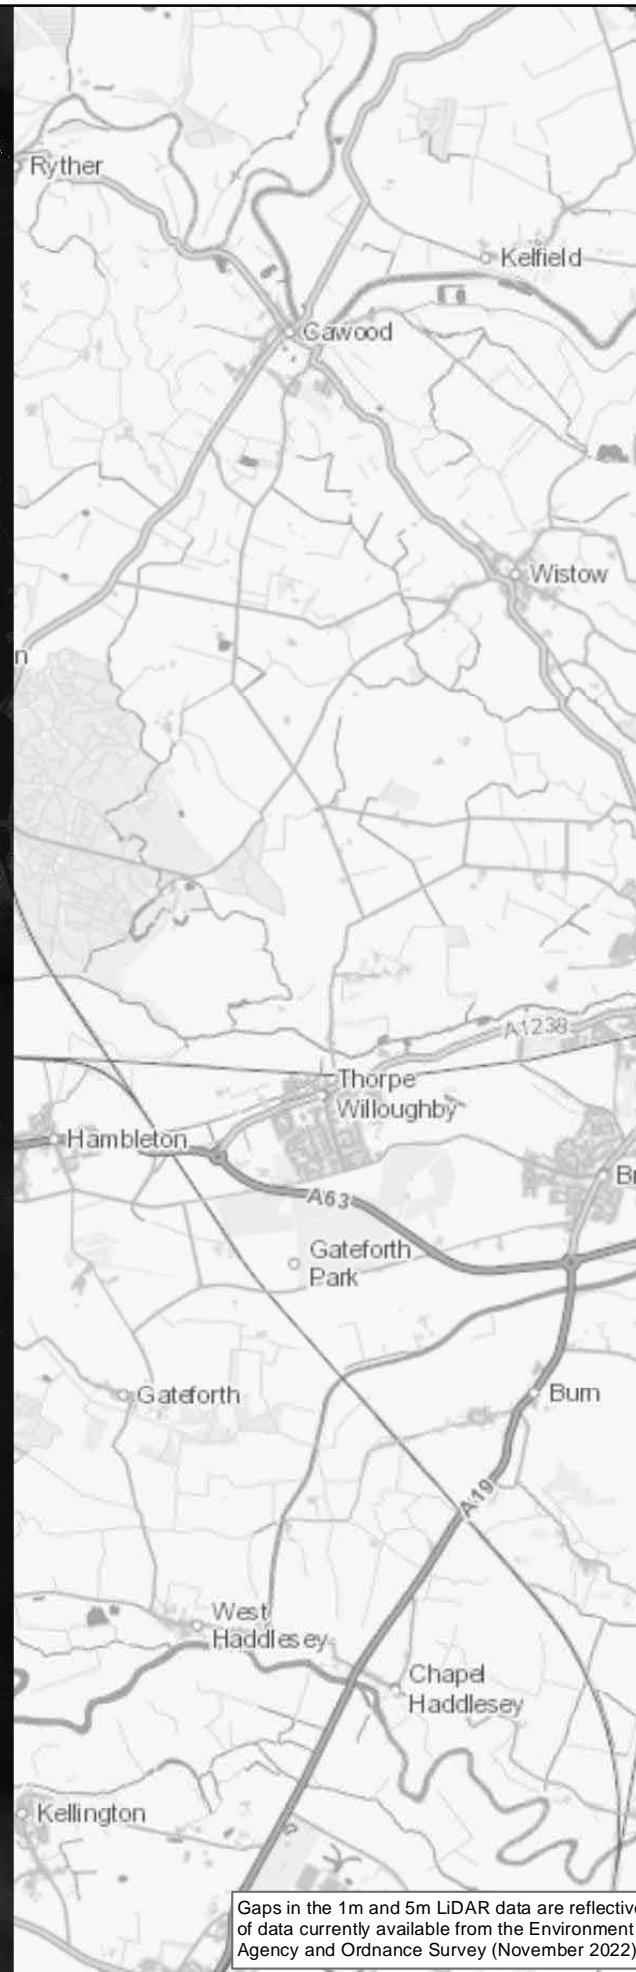 Ryther
Kelfield
Cawood
Wistow
n
A1238
Thorpe
Willoughby
Hambleton
A63
Br
Gateforth
Park
Gateforth
Burn
A19
West
Haddlesey
Chapel
Haddlesey
Kellington
Gaps in the 1m and 5m LiDAR data are reflective
of data currently available from the Environment
Agency and Ordnance Survey (November 2022)